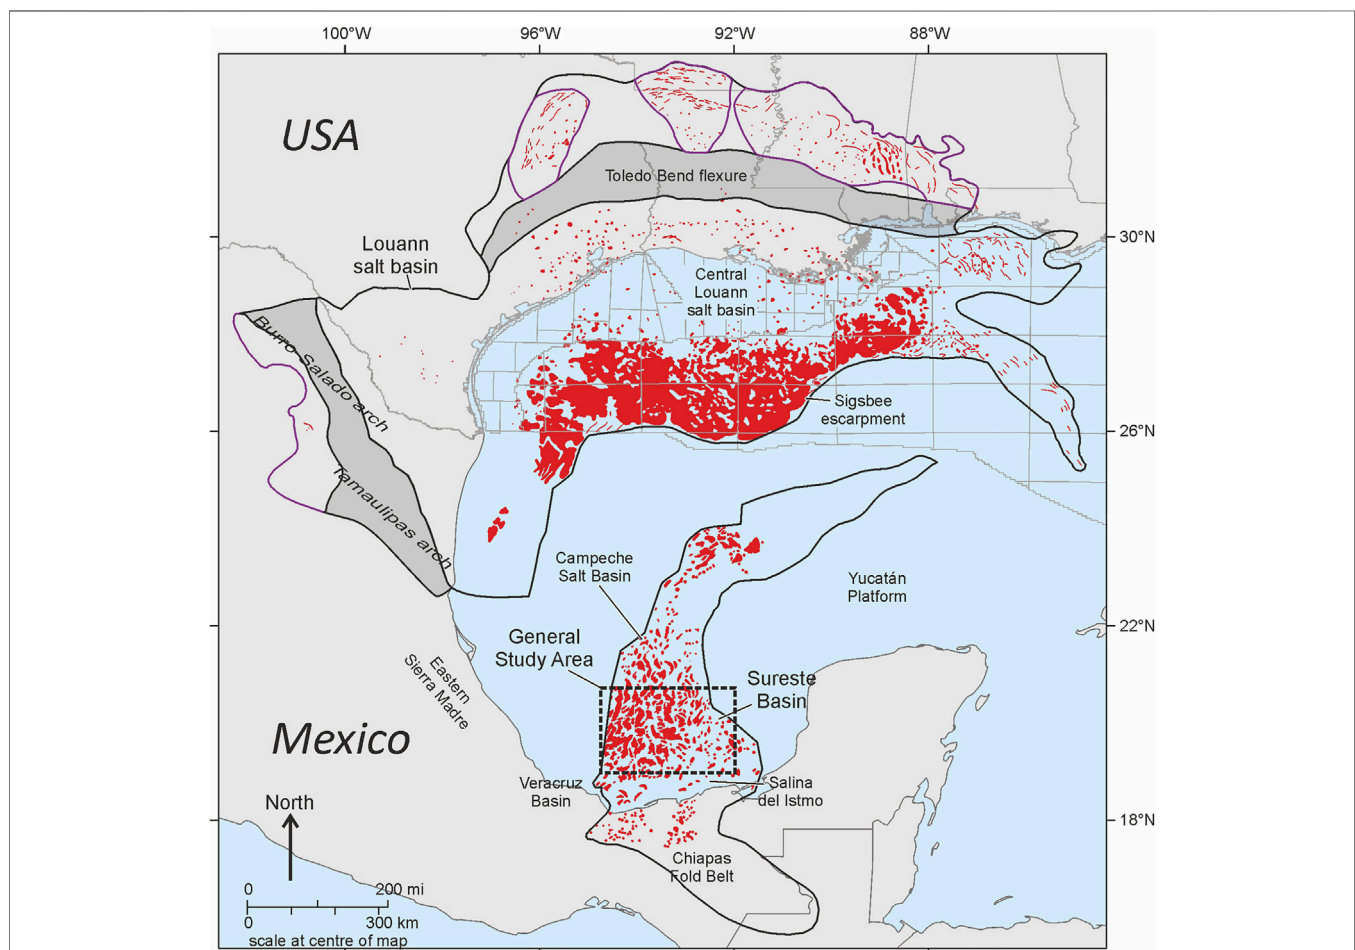 100°W
96°W
92°W
88°W
USA
Toledo Bend flexure
Louann
salt basin
30°N
Central
Louann
salt basin
Burro Salado arch
Sigsbee
escarpment
26°N
Tamaulipas arch
Campeche
Salt Basin
Yucatán
Platform
22°N
General
Study Area
Eastern
Sierra Madre
Sureste
Basin
Mexico
Veracruz
Basin
Salina
del Istmo
North
18°N
Chiapas
Fold Belt
0
200 mi
0
300 km
scale at centre of map